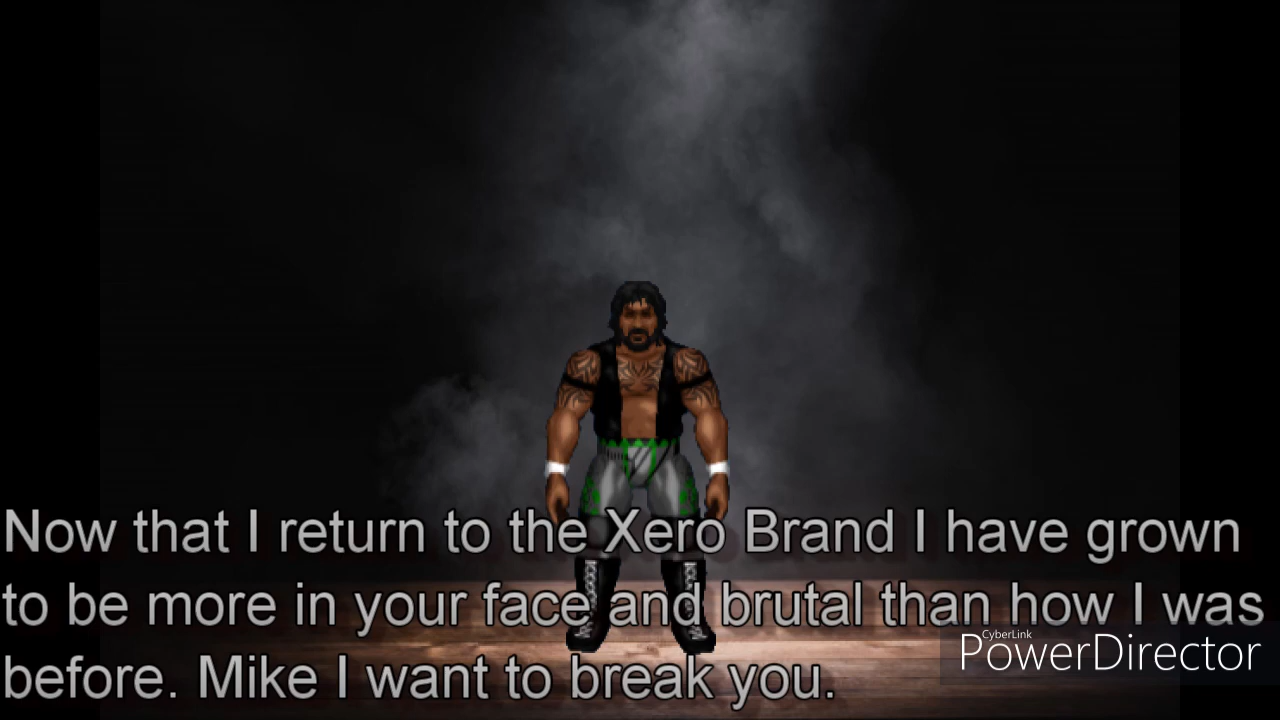 Now that I return to the Xero Brand I have grown
to be more in your face and brutal than how I was
before. Mike I want to break you.
CyberLink
PowerDirector